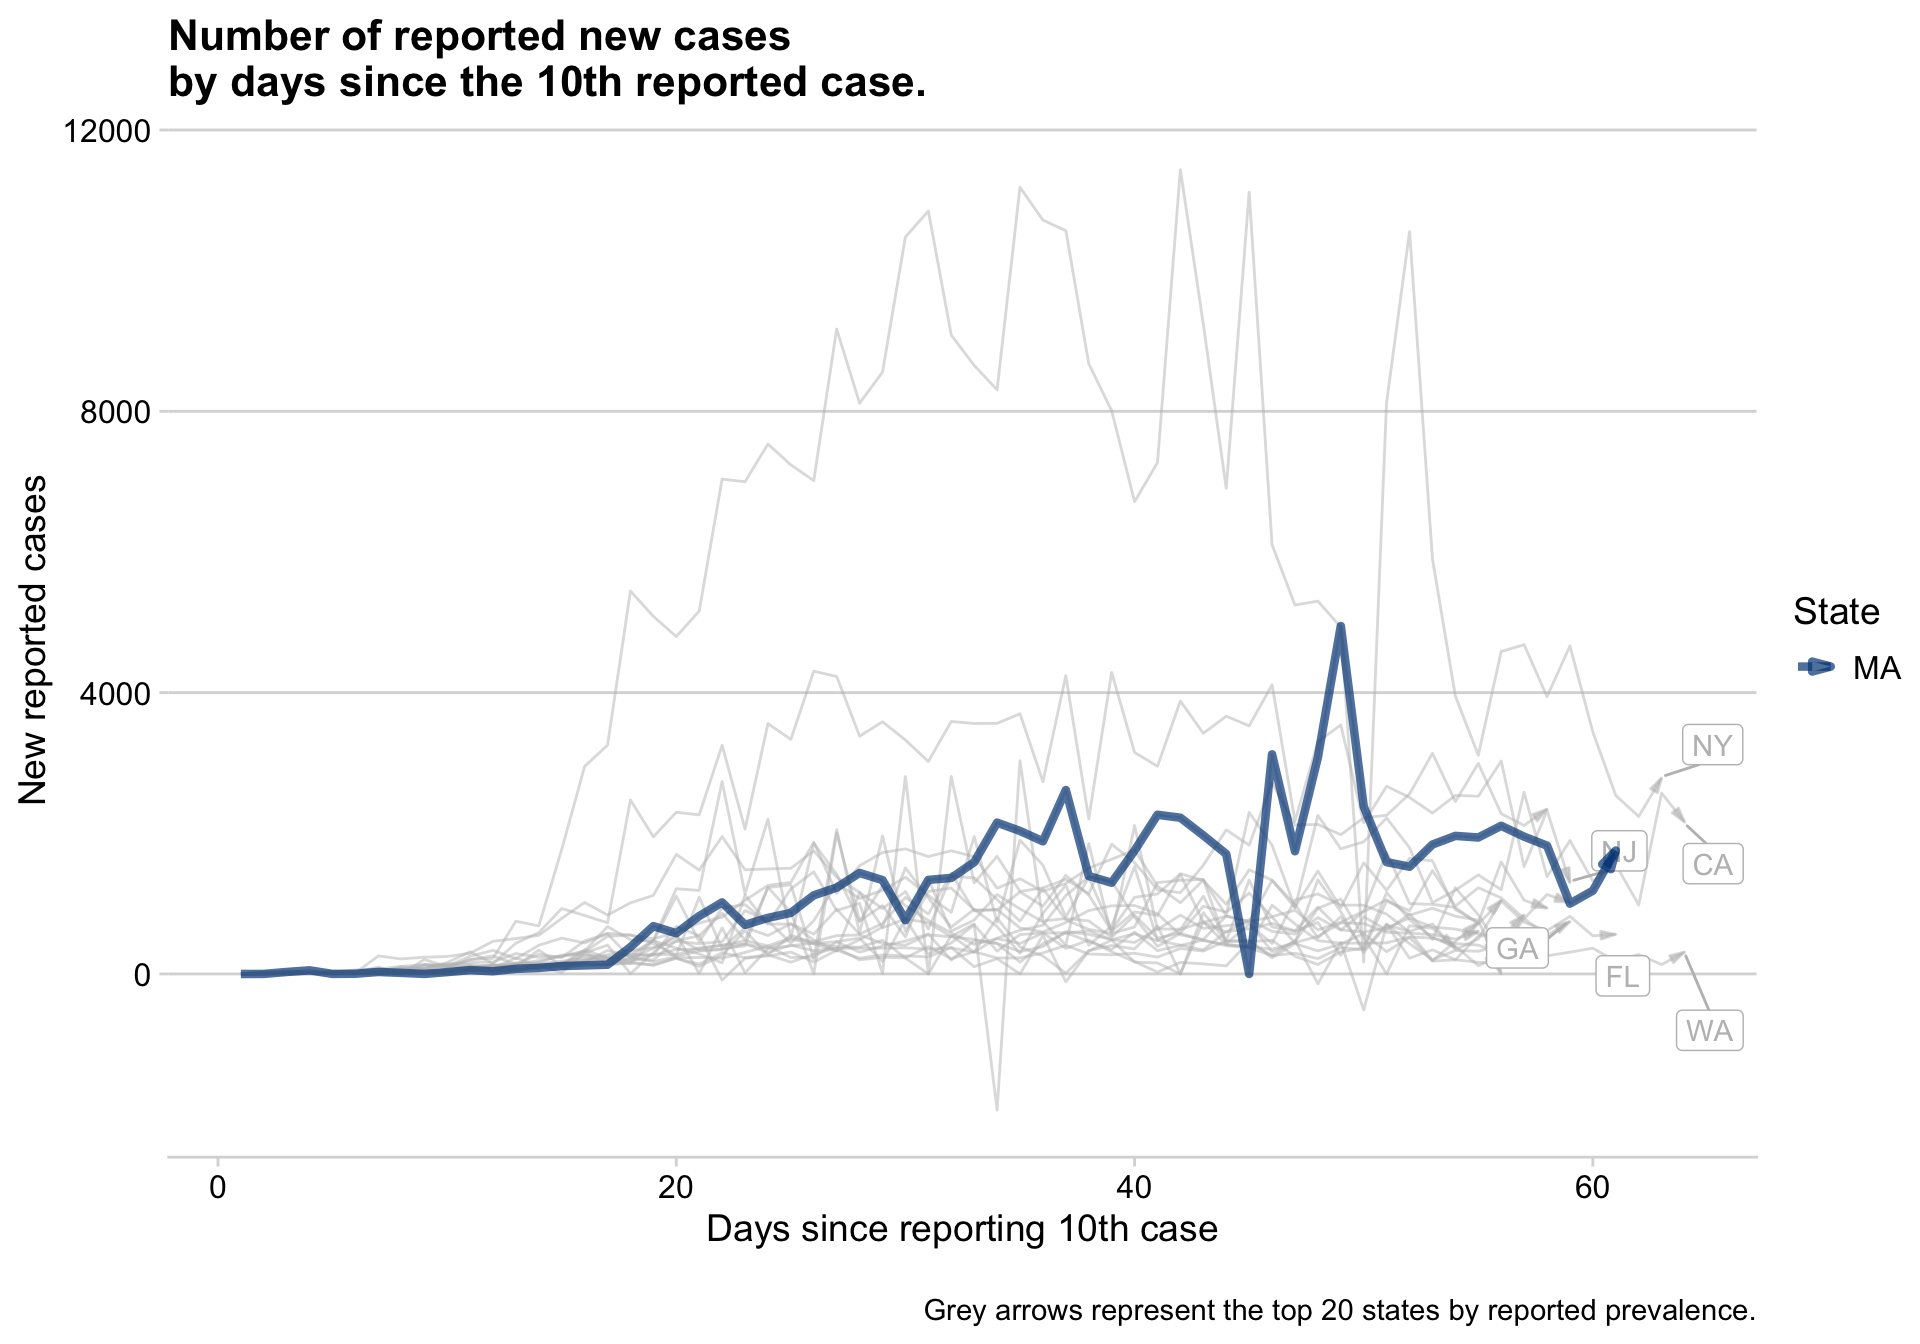 Number of reported new cases
by days since the 10th reported case.
12000
8000
4000
0
New reported cases
0
20
40
60
Days since reporting 10th case
NY
NJ
CA
GA
FL
WA
State
MA
Grey arrows represent the top 20 states by reported prevalence.